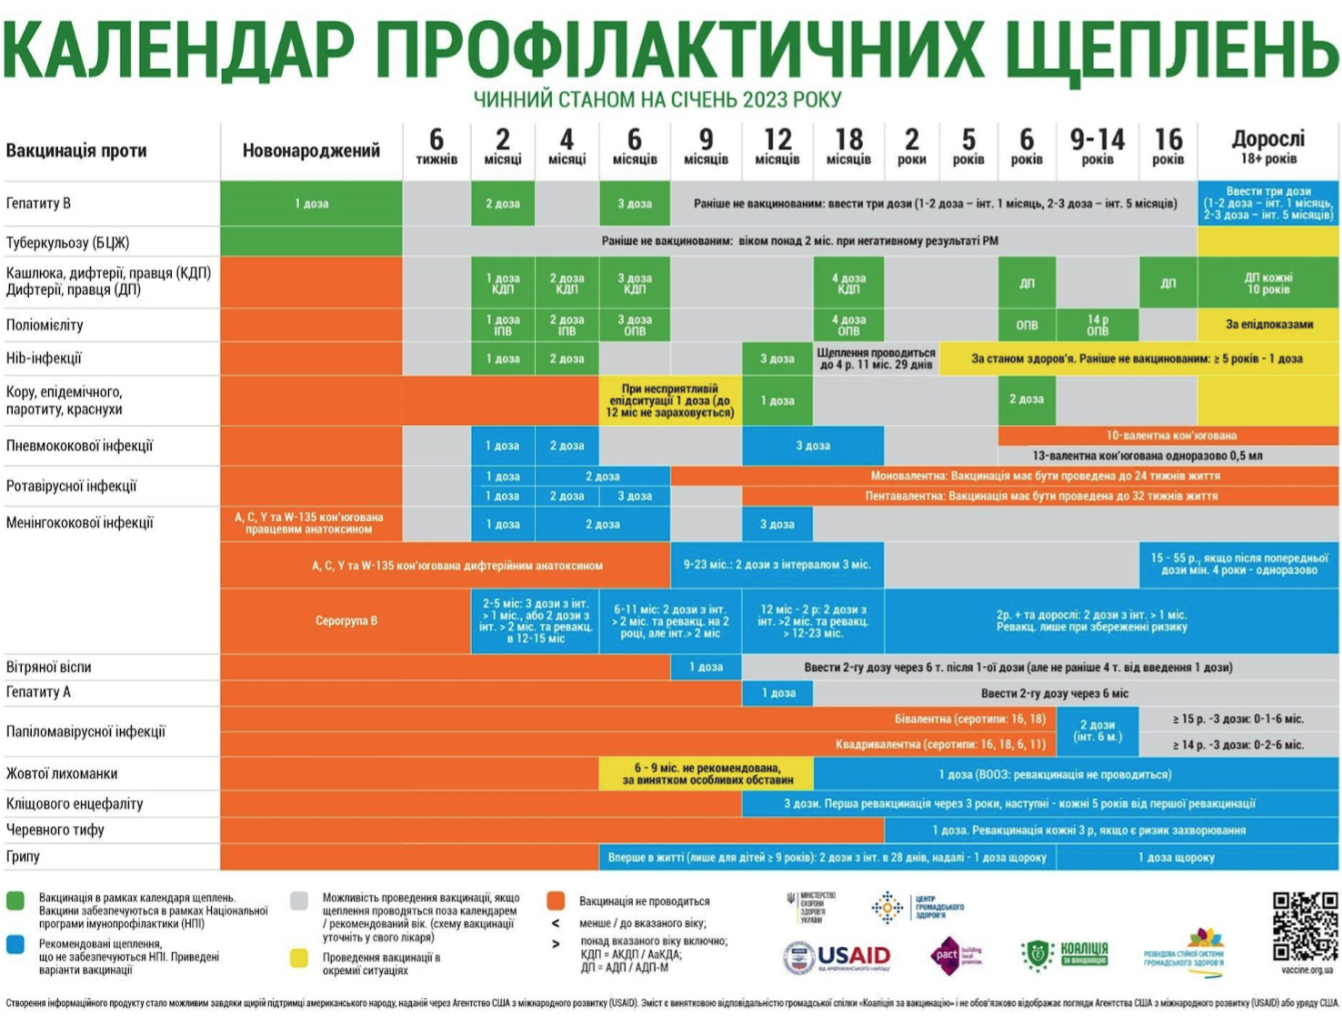 КАЛЕНДАР ПРОФІЛАКТИЧНИХ ЩЕПЛЕНЬ
ЧИННИЙ СТАНОМ НА СІЧЕНЬ 2023 РОКУ
Вакцинація проти
Новонароджений
6 тижнів
2 місяці
4 місяці
6 місяців
9 місяців
12 місяців
18 місяців
2 роки
5 років
6 років
9-14 років
16 років
Дорослі
18+ років
Гепатиту В
1 доза
2 доза
3 доза
Раніше не вакцинованим: ввести три дози (1-2 доза – інт. 1 місяць, 2-3 доза – інт. 5 місяців)
Ввести три дози
(1-2 доза – інт. 1 місяць,
2-3 доза – інт. 5 місяців)
Туберкульозу (БЦЖ)
Раніше не вакцинованим: віком понад 2 міс. при негативному результаті РМ
Кашлюка, дифтерії, правця (КДП)
Дифтерії, правця (ДП)
1 доза
КДП
2 доза
КДП
3 доза
КДП
4 доза
КДП
ДП
ДП
ДП кожні
10 років
Поліомієліту
1 доза
ІПВ
2 доза
ІПВ
3 доза
ОПВ
4 доза
ОПВ
ОПВ
14 р
ОПВ
За епідпоказами
Hib-інфекції
1 доза
2 доза
3 доза
Щеплення проводиться
до 4 р. 11 міс. 29 днів
За станом здоров'я. Раніше не вакцинованим: ≥ 5 років - 1 доза
Кору, епідемічного,
паротиту, краснухи
При несприятливій
епідситуації 1 доза (до
12 міс не зараховується)
1 доза
2 доза
Пневмококової інфекції
1 доза
2 доза
3 доза
10-валентна кон'югована
13-валентна кон'югована одноразово 0,5 мл
Ротавірусної інфекції
1 доза
2 доза
Моновалентна: Вакцинація має бути проведена до 24 тижнів життя
1 доза
2 доза
3 доза
Пентавалентна: Вакцинація має бути проведена до 32 тижнів життя
Менінгококової інфекції
A, C, Y та W-135 кон'югована
правцевим анатоксином
1 доза
2 доза
3 доза
A, C, Y та W-135 кон'югована дифтерійним анатоксином
9-23 міс.: 2 дози з інтервалом 3 міс.
15 - 55 р., якщо після попередньої
дози мін. 4 роки - одноразово
Серогрупа В
2-5 міс: 3 дози з інт.
> 1 міс., або 2 дози з
інт. > 2 міс. та ревакц.
в 12-15 міс
6-11 міс: 2 дози з інт.
> 2 міс. та ревакц. на 2
році, але інт.> 2 міс
12 міс - 2 р: 2 дози з
інт. >2 міс. та ревакц.
> 12-23 міс.
2р. + та дорослі: 2 дози з інт. > 1 міс.
Ревакц. лише при збереженні ризику
Вітряної віспи
1 доза
Ввести 2-гу дозу через 6 т. після 1-ої дози (але не раніше 4 т. від введення 1 дози)
Гепатиту А
1 доза
Ввести 2-гу дозу через 6 міс
Папіломавірусної інфекції
Бівалентна (серотипи: 16, 18)
2 дози
(інт. 6 м.)
≥ 15 р. -3 дози: 0-1-6 міс.
Квадривалентна (серотипи: 16, 18, 6, 11)
≥ 14 р. -3 дози: 0-2-6 міс.
Жовтої лихоманки
6 - 9 міс. не рекомендована,
за винятком особливих обставин
1 доза (ВООЗ: ревакцинація не проводиться)
Кліщового енцефаліту
3 дози. Перша ревакцинація через 3 роки, наступні - кожні 5 років від першої ревакцинації
Черевного тифу
1 доза. Ревакцинація кожні 3 р, якщо є ризик захворювання
Грипу
Вперше в житті (лише для дітей ≥ 9 років): 2 дози з інт. в 28 днів, надалі - 1 доза щороку
1 доза щороку
Вакцинація в рамках календаря щеплень.
Вакцини забезпечуються в рамках Національної
програми імунопрофілактики (НПІ)
Рекомендовані щеплення,
що не забезпечуються НПІ. Приведені
варіанти вакцинації
Можливість проведення вакцинації, якщо
щеплення проводяться поза календарем
/ рекомендований вік. (схему вакцинації
уточніть у свого лікаря)
Проведення вакцинації в
окремиї ситуаціях
Вакцинація не проводиться
< менше / до вказаного віку;
> понад вказаного віку включно;
КДП = АКДП / АаКДА;
ДП = АДП / АДП-М
МІНІСТЕРСТВО
ОХОРОНИ
ЗДОРОВ'Я
УКРАЇНИ
ЦЕНТР
ГРОМАДСЬКОГО
ЗДОРОВ'Я
USAID
ВІД АМЕРИКАНСЬКОГО НАРОДУ
pact
building
local
promise.
КОАЛІЦІЯ
ЗА ВАКЦИНАЦІЮ
РОЗБУДОВА СТІЙКОЇ СИСТЕМИ
ГРОМАДСЬКОГО ЗДОРОВ'Я
vaccine.org.ua
Створення інформаційного продукту стало можливим завдяки щирій підтримці американського народу, наданій через Агентство США з міжнародного розвитку (USAID). Зміст є винятковою відповідальністю громадської спілки «Коаліція за вакцинацію» і не обов'язково відображає погляди Агентства США з міжнародного розвитку (USAID) або уряду США.